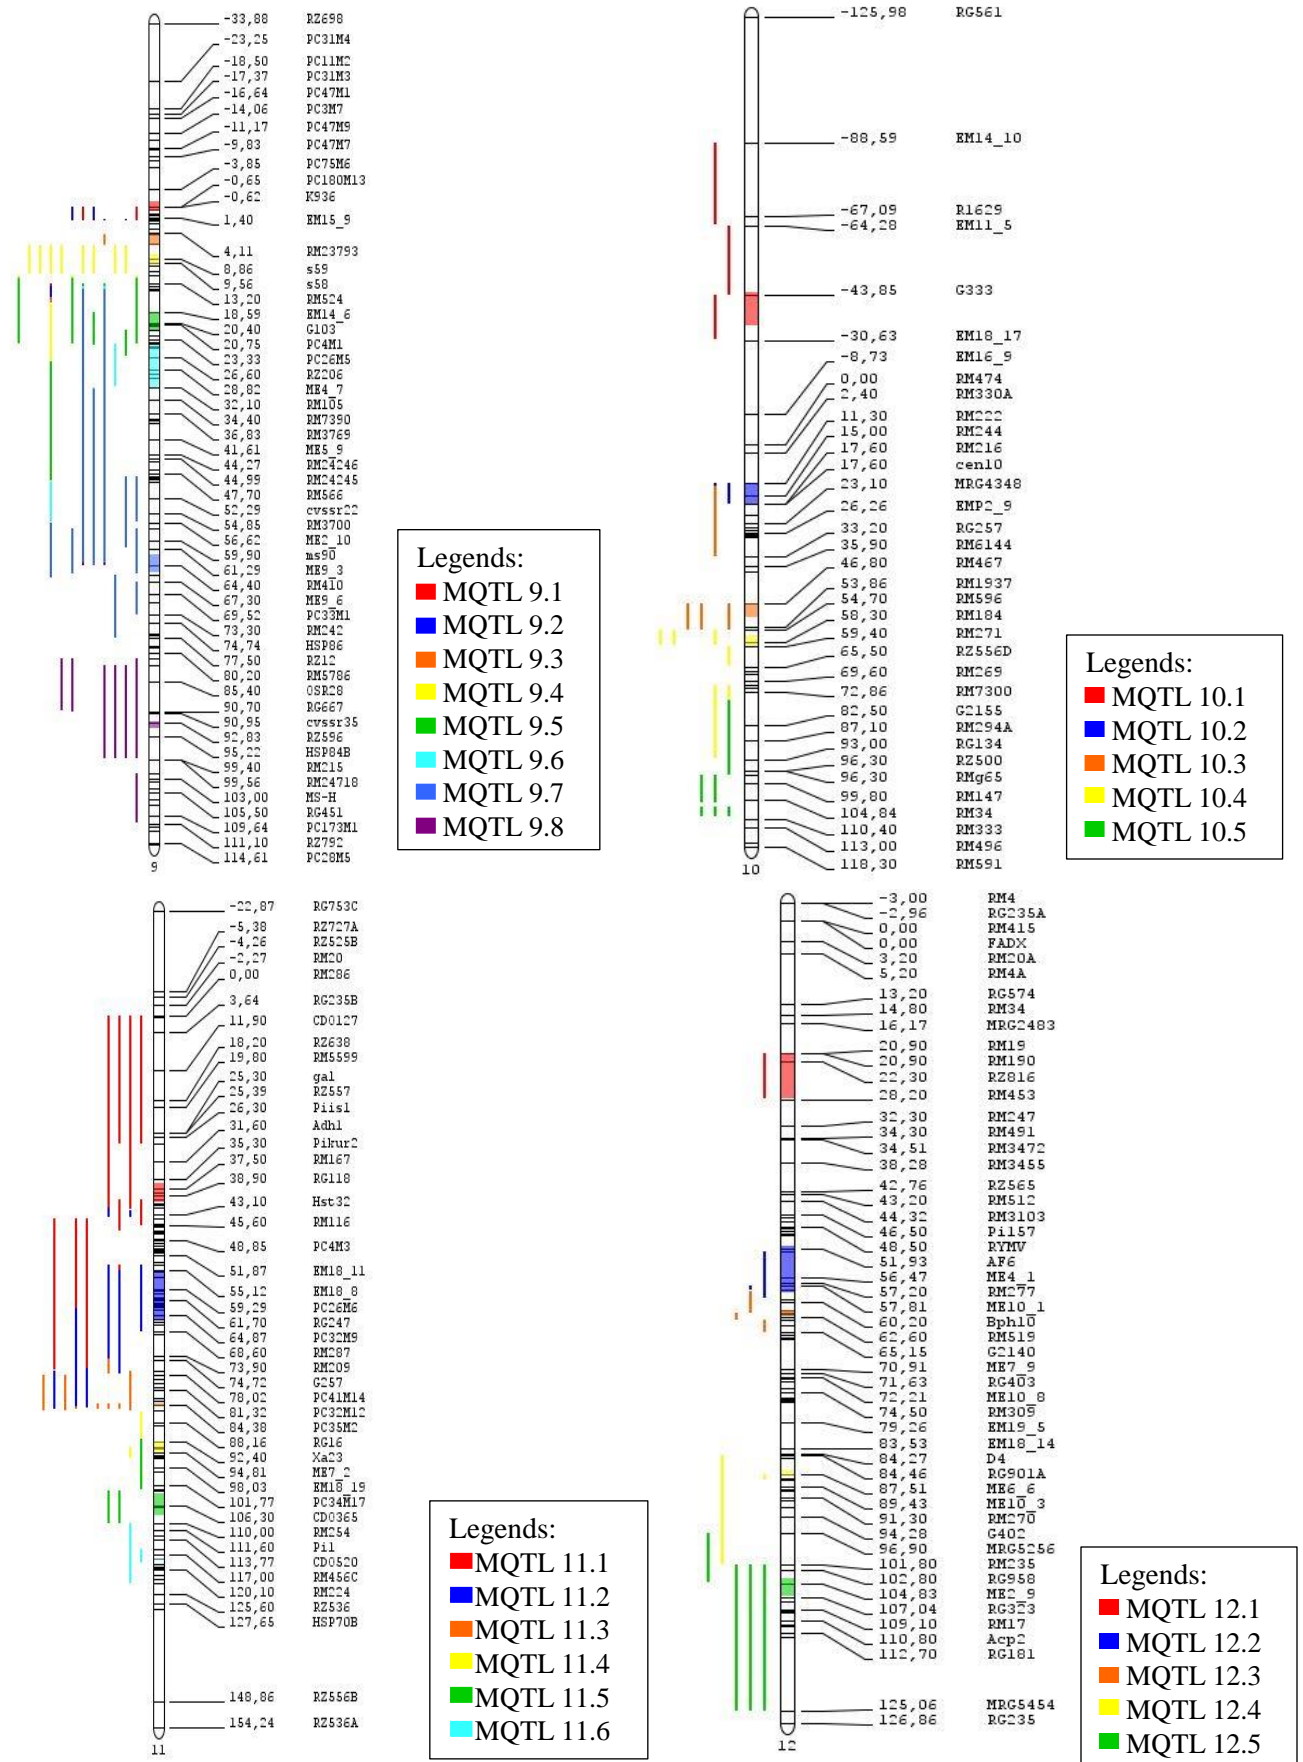 -33,88 RZ698
-23,25 PC31M4
-18,50 PC11M2
-17,37 PC31M3
-16,64 PC47M1
-14,06 PC3M7
-11,17 PC47M9
-9,83 PC47M7
-3,85 PC75M6
-0,65 PC180M13
-0,62 K936
1,40 EM15_9
4,11 RM23793
8,86 s59
9,56 s58
13,20 RM524
18,59 EM14_6
20,40 G103
20,75 PC4M1
23,33 PC26M5
26,60 RZ206
28,82 ME4_7
32,10 RM105
34,40 RM7390
36,83 RM3769
41,61 ME5_9
44,27 RM24246
44,99 RM24245
47,70 RM566
52,29 cvssr22
54,85 RM3700
56,62 ME2_10
59,90 ms90
61,29 ME9_3
64,40 RM410
67,30 ME9_6
69,52 PC33M1
73,30 RM242
74,74 HSP86
77,50 RZ12
80,20 RM5786
85,40 OSR28
90,70 RG667
90,95 cvssr35
92,83 RZ596
95,22 HSP84B
99,40 RM215
99,56 RM24718
103,00 MS-H
105,50 RG451
109,64 PC173M1
111,10 RZ792
114,61 PC28M5
9
Legends:
MQTL 9.1
MQTL 9.2
MQTL 9.3
MQTL 9.4
MQTL 9.5
MQTL 9.6
MQTL 9.7
MQTL 9.8
-125,98 RG561
-88,59 EM14_10
-67,09 R1629
-64,28 EM11_5
-43,85 G333
-30,63 EM18_17
-8,73 EM16_9
0,00 RM474
2,40 RM330A
11,30 RM222
15,00 RM244
17,60 RM216
17,60 cen10
23,10 MRG4348
26,26 EMP2_9
33,20 RG257
35,90 RM6144
46,80 RM467
53,86 RM1937
54,70 RM596
58,30 RM184
59,40 RM271
65,50 RZ556D
69,60 RM269
72,86 RM7300
82,50 G2155
87,10 RM294A
93,00 RG134
96,30 RZ500
96,30 RMg65
99,80 RM147
104,84 RM34
110,40 RM333
113,00 RM496
118,30 RM591
10
Legends:
MQTL 10.1
MQTL 10.2
MQTL 10.3
MQTL 10.4
MQTL 10.5
-22,87 RG753C
-5,38 RZ727A
-4,26 RZ525B
-2,27 RM20
0,00 RM286
3,64 RG235B
11,90 CDO127
18,20 RZ638
19,80 RM5599
25,30 gal
25,39 RZ557
26,30 Piis1
31,60 Adh1
35,30 Pikur2
37,50 RM167
38,90 RG118
43,10 Hst32
45,60 RM116
48,85 PC4M3
51,87 EM18_11
55,12 EM18_8
59,29 PC26M6
61,70 RG247
64,87 PC32M9
68,60 RM287
73,90 RM209
74,72 G257
78,02 PC41M14
81,32 PC32M12
84,38 PC35M2
88,16 RG16
92,40 Xa23
94,81 ME7_2
98,03 EM18_19
101,77 PC34M17
106,30 CDO365
110,00 RM254
111,60 Pi1
113,77 CDO520
117,00 RM456C
120,10 RM224
125,60 RZ536
127,65 HSP70B
148,86 RZ556B
154,24 RZ536A
11
Legends:
MQTL 11.1
MQTL 11.2
MQTL 11.3
MQTL 11.4
MQTL 11.5
MQTL 11.6
-3,00 RM4
-2,96 RG235A
0,00 RM415
0,00 FADX
3,20 RM20A
5,20 RM4A
13,20 RG574
14,80 RM34
16,17 MRG2483
20,90 RM19
20,90 RM190
22,30 RZ816
28,20 RM453
32,30 RM247
34,30 RM491
34,51 RM3472
38,28 RM3455
42,76 RZ565
43,20 RM512
44,32 RM3103
46,50 Pi157
48,50 RYMV
51,93 AF6
56,47 ME4_1
57,20 RM277
57,81 ME10_1
60,20 Bph10
62,60 RM519
65,15 G2140
70,91 ME7_9
71,63 RG403
72,21 ME10_8
74,50 RM309
79,26 EM19_5
83,53 EM18_14
84,27 D4
84,46 RG901A
87,51 ME6_6
89,43 ME10_3
91,30 RM270
94,28 G402
96,90 MRG5256
101,80 RM235
102,80 RG958
104,83 ME2_9
107,04 RG323
109,10 RM17
110,80 Acp2
112,70 RG181
125,06 MRG5454
126,86 RG235
12
Legends:
MQTL 12.1
MQTL 12.2
MQTL 12.3
MQTL 12.4
MQTL 12.5